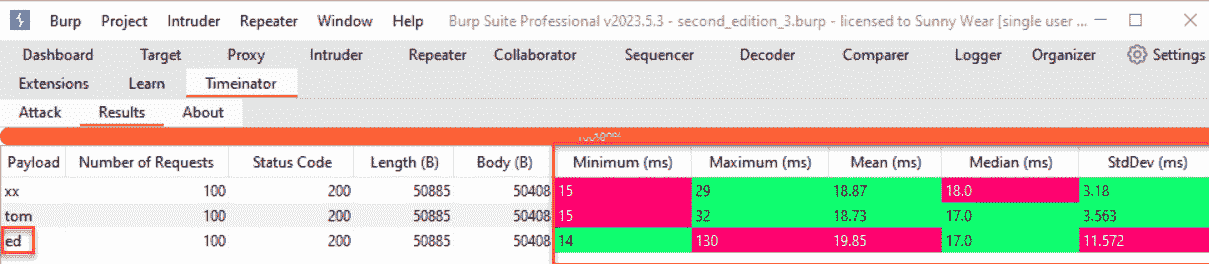 Burp Project Intruder Repeater Window Help Burp Suite Professional v2023.5.3 - second_edition_3.burp - licensed to Sunny Wear [single user ...
Dashboard Target Proxy Intruder Repeater Collaborator Sequencer Decoder Comparer Logger Organizer Settings
Extensions Learn Timeinator
Attack Results About
Payload Number of Requests Status Code Length (B) Body (B) Minimum (ms) Maximum (ms) Mean (ms) Median (ms) StdDev (ms)
xx 100 200 50885 50408 15 29 18.87 18.0 3.18
tom 100 200 50885 50408 15 32 18.73 17.0 3.563
ed 100 200 50885 50408 14 130 19.85 17.0 11.572